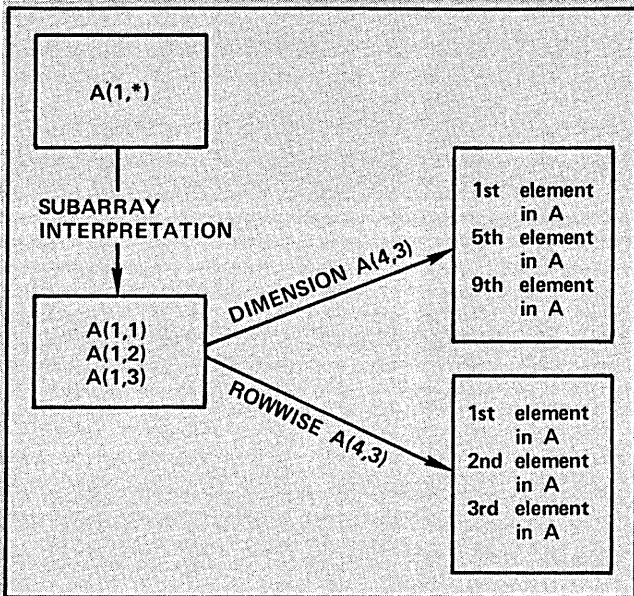 A(1,*)
SUBARRAY
INTERPRETATION
A(1,1)
A(1,2)
A(1,3)
DIMENSION A(4,3)
1st element
in A
5th element
in A
9th element
in A
ROWWISE A(4,3)
1st element
in A
2nd element
in A
3rd element
in A